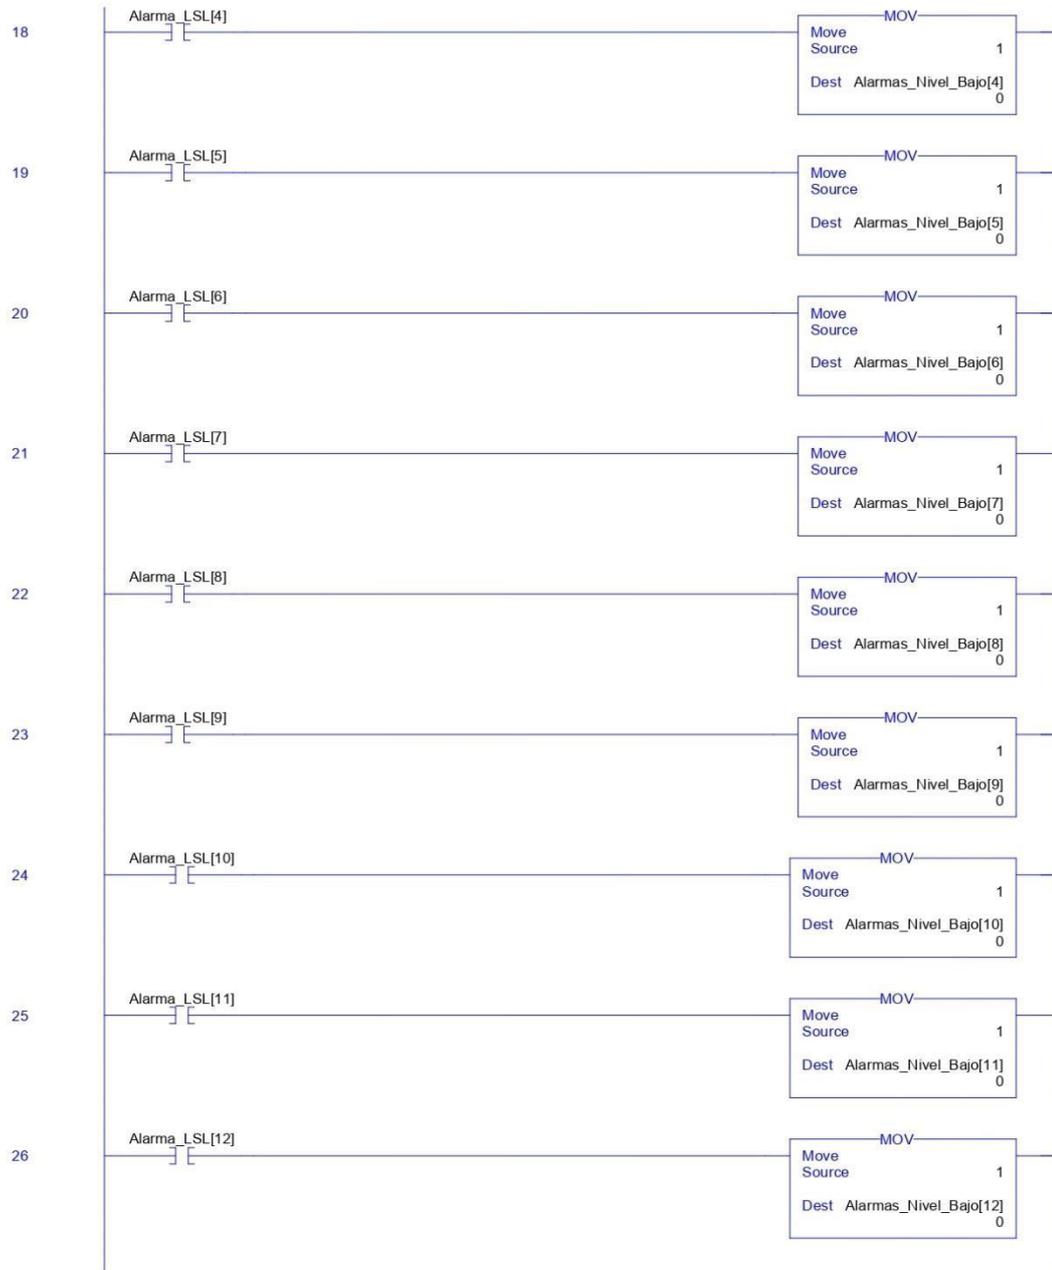 Alarma_LSL[4]
MOV
18
Move
Source 1
Dest Alarmas_Nivel_Bajo[4]
0
Alarma_LSL[5]
MOV
19
Move
Source 1
Dest Alarmas_Nivel_Bajo[5]
0
Alarma_LSL[6]
MOV
20
Move
Source 1
Dest Alarmas_Nivel_Bajo[6]
0
Alarma_LSL[7]
MOV
21
Move
Source 1
Dest Alarmas_Nivel_Bajo[7]
0
Alarma_LSL[8]
MOV
22
Move
Source 1
Dest Alarmas_Nivel_Bajo[8]
0
Alarma_LSL[9]
MOV
23
Move
Source 1
Dest Alarmas_Nivel_Bajo[9]
0
Alarma_LSL[10]
MOV
24
Move
Source 1
Dest Alarmas_Nivel_Bajo[10]
0
Alarma_LSL[11]
MOV
25
Move
Source 1
Dest Alarmas_Nivel_Bajo[11]
0
Alarma_LSL[12]
MOV
26
Move
Source 1
Dest Alarmas_Nivel_Bajo[12]
0